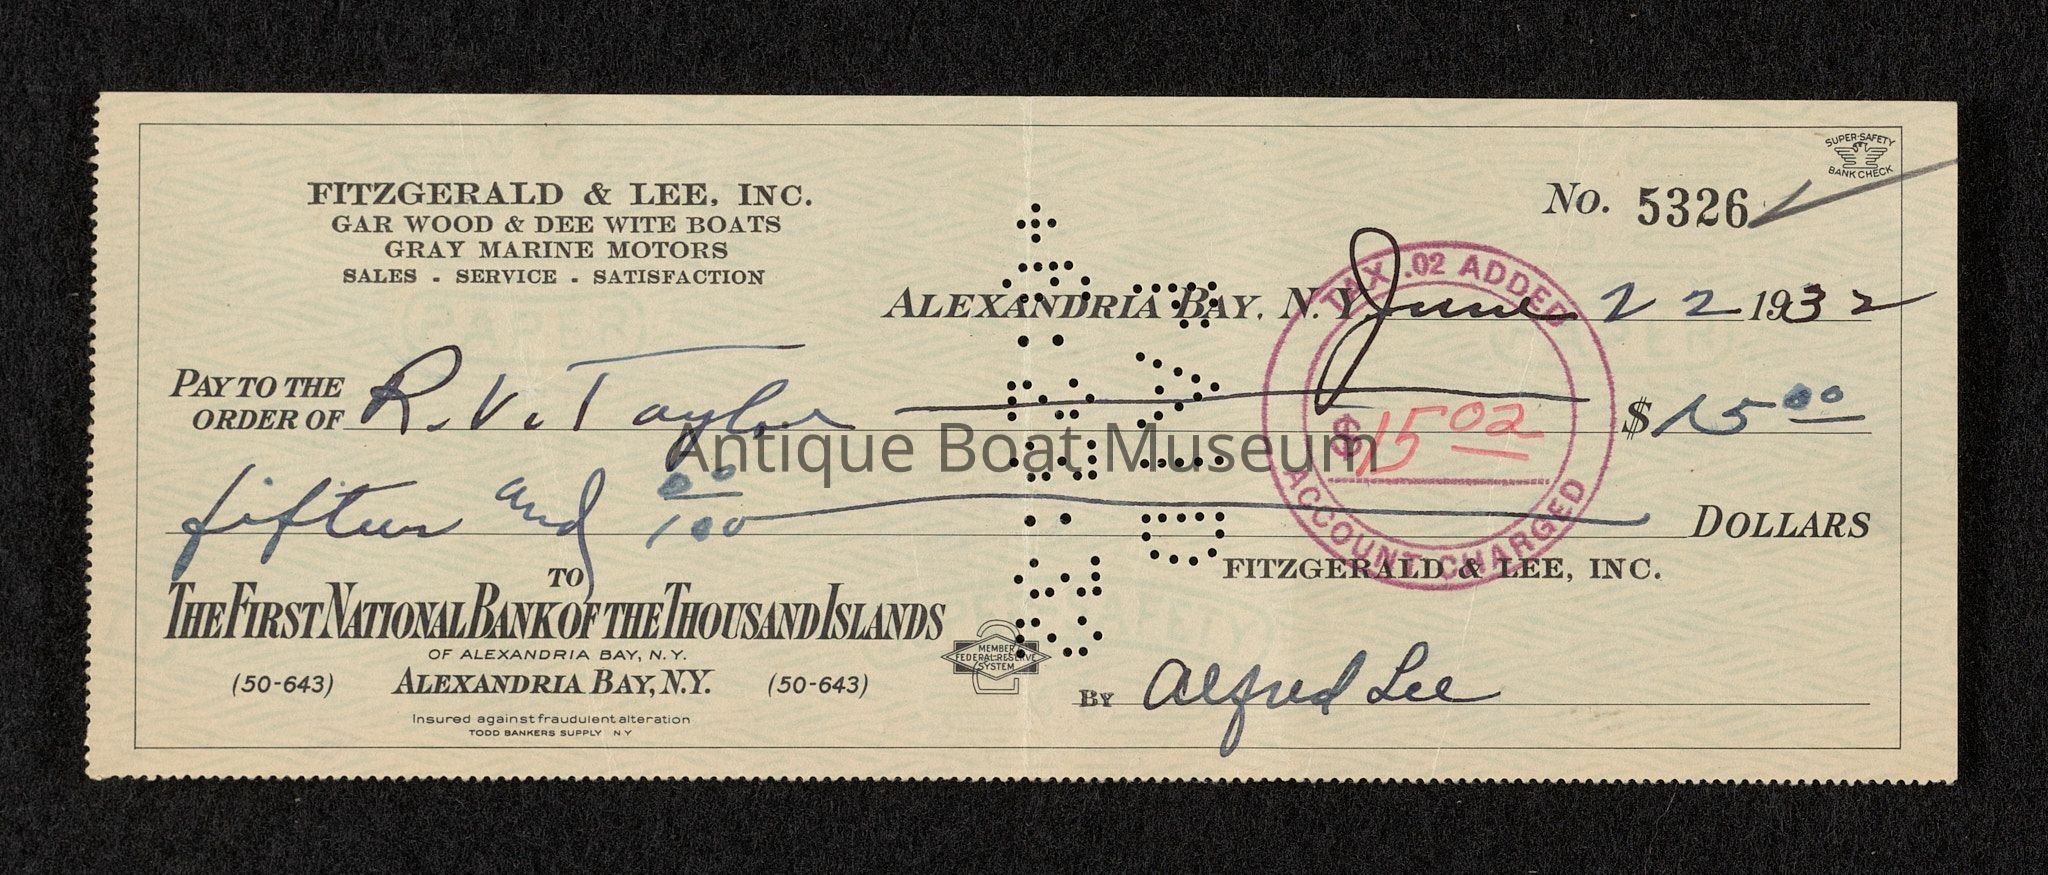 SUPER-SAFETY
BANK CHECK
FITZGERALD & LEE, INC.
GAR WOOD & DEE WITE BOATS
GRAY MARINE MOTORS
SALES . SERVICE . SATISFACTION
No. 5326
ALEXANDRIA BAY, N.Y. June 22 1932
TAX .02 ADDED
PAY TO THE ORDER OF R. V. Taylor $15 00
$15 02
ACCOUNT CHARGED
Antique Boat Museum
fifteen and 00/100 DOLLARS
TO
THE FIRST NATIONAL BANK OF THE THOUSAND ISLANDS
OF ALEXANDRIA BAY, N.Y.
(50-643) ALEXANDRIA BAY, N.Y. (50-643)
Insured against fraudulent alteration
TODD BANKERS SUPPLY NY
MEMBER
FEDERAL RESERVE
SYSTEM
FITZGERALD & LEE, INC.
BY Alfred Lee